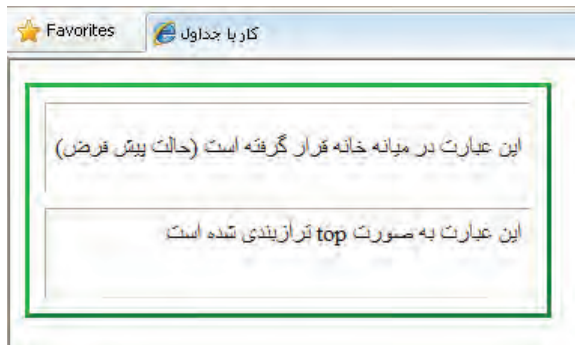 Favorites
کار با جداول
این عبارت در میانه خانه قرار گرفته است (حالت پیش فرض)
این عبارت به صورت top ترازبندی شده است